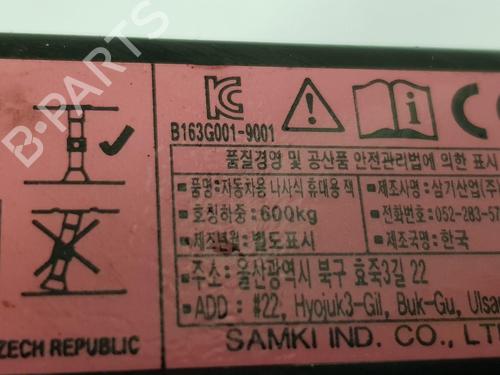 B163G001-9001
품질경영 및 공산품 안전관리법에 의한 표시
• 품명: 자동차용 나사식 휴대용 잭
• 제조사명: 삼기산업(주
• 호칭하중: 600kg
• 전화번호: 052-283-57
• 제조년월: 별도표시
• 제조국명: 한국
• 주소: 울산광역시 북구 효죽3길 22
• ADD : #22, Hyojuk3-Gil, Buk-Gu, Ulsan
SAMKI IND. CO., LT
ZECH REPUBLIC
B-PARTS